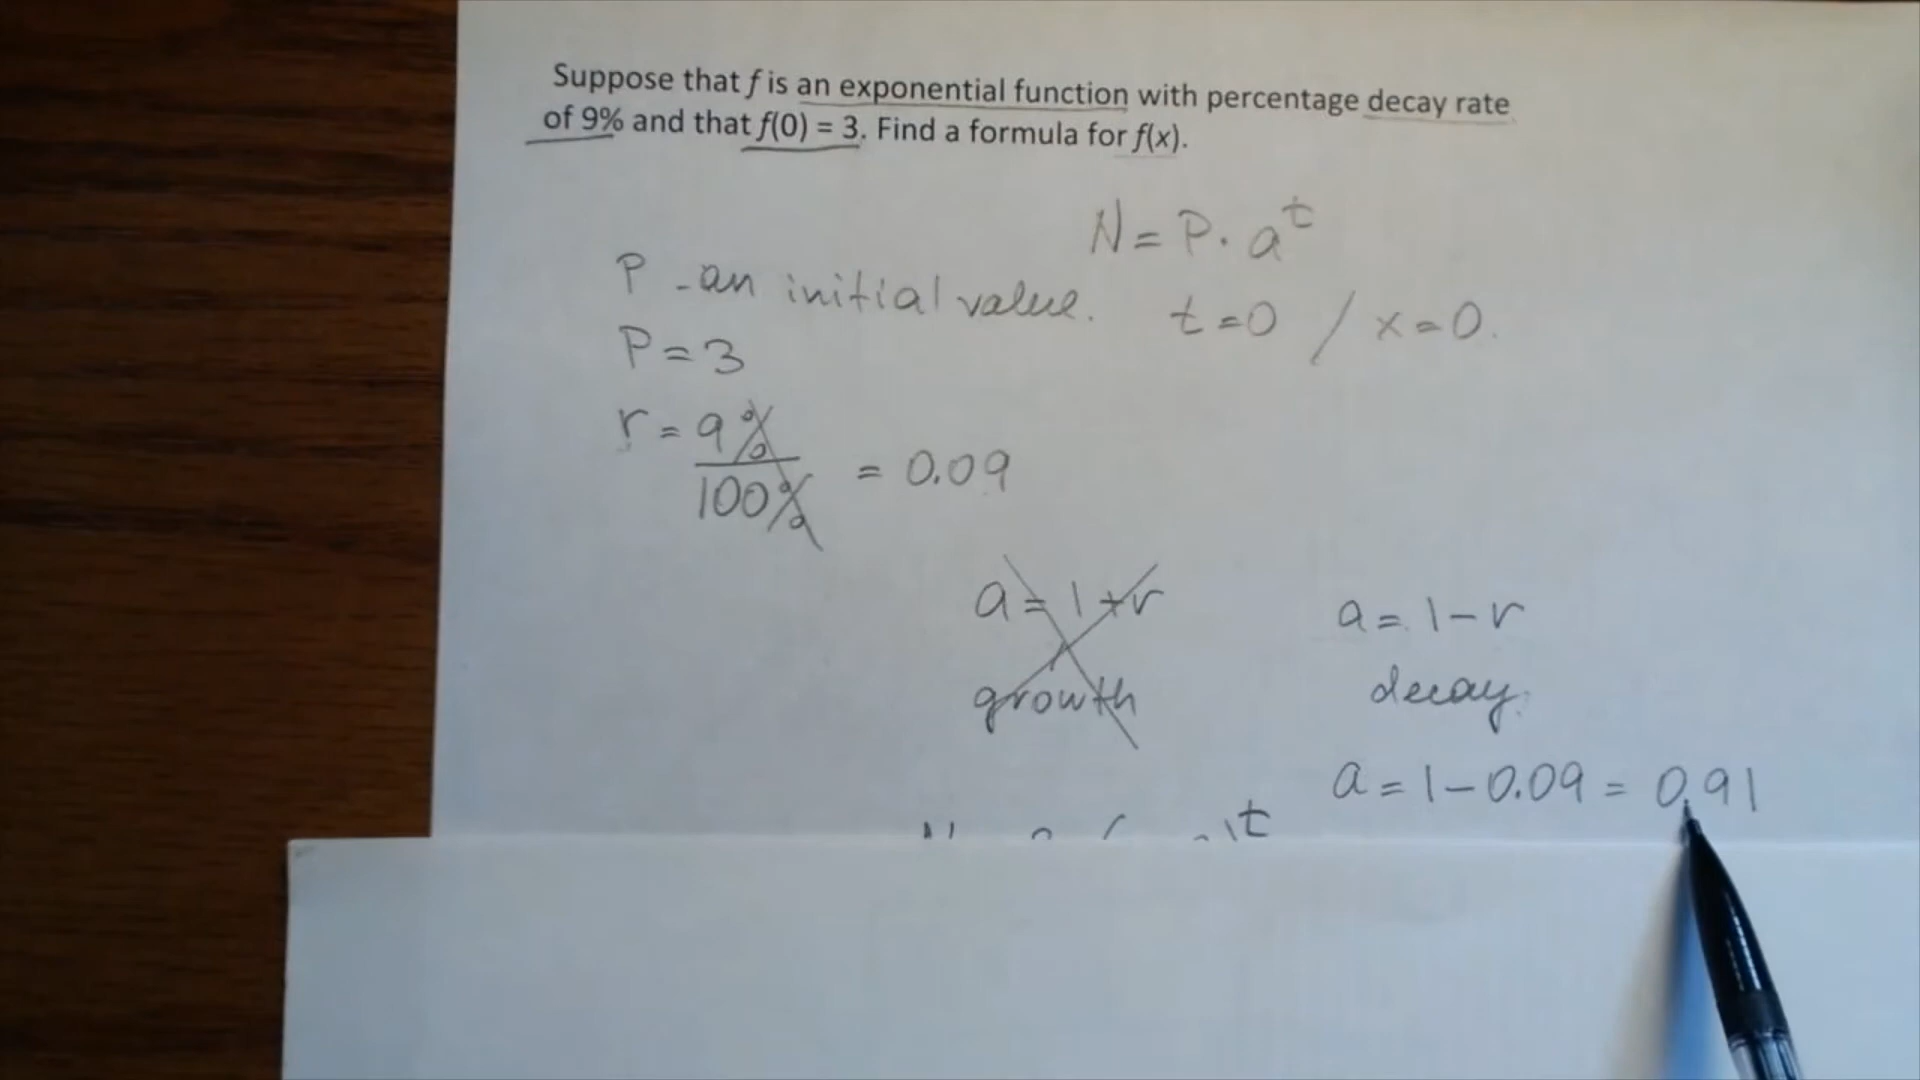 Suppose that f is an exponential function with percentage decay rate
of 9% and that f(0) = 3. Find a formula for f(x).
N = P · a^t
P - an initial value. t = 0 / x = 0.
P = 3
r = 9% / 100% = 0.09
a = 1 + r
growth
a = 1 - r
decay.
a = 1 - 0.09 = 0.91
t